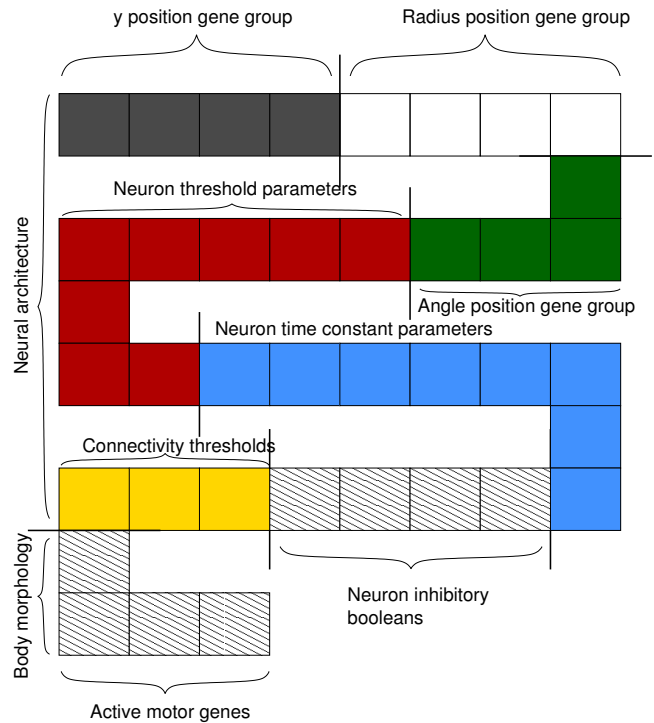 y position gene group
Radius position gene group
Neuron threshold parameters
Neural architecture
Angle position gene group
Neuron time constant parameters
Connectivity thresholds
Body morphology
Neuron inhibitory
booleans
Active motor genes